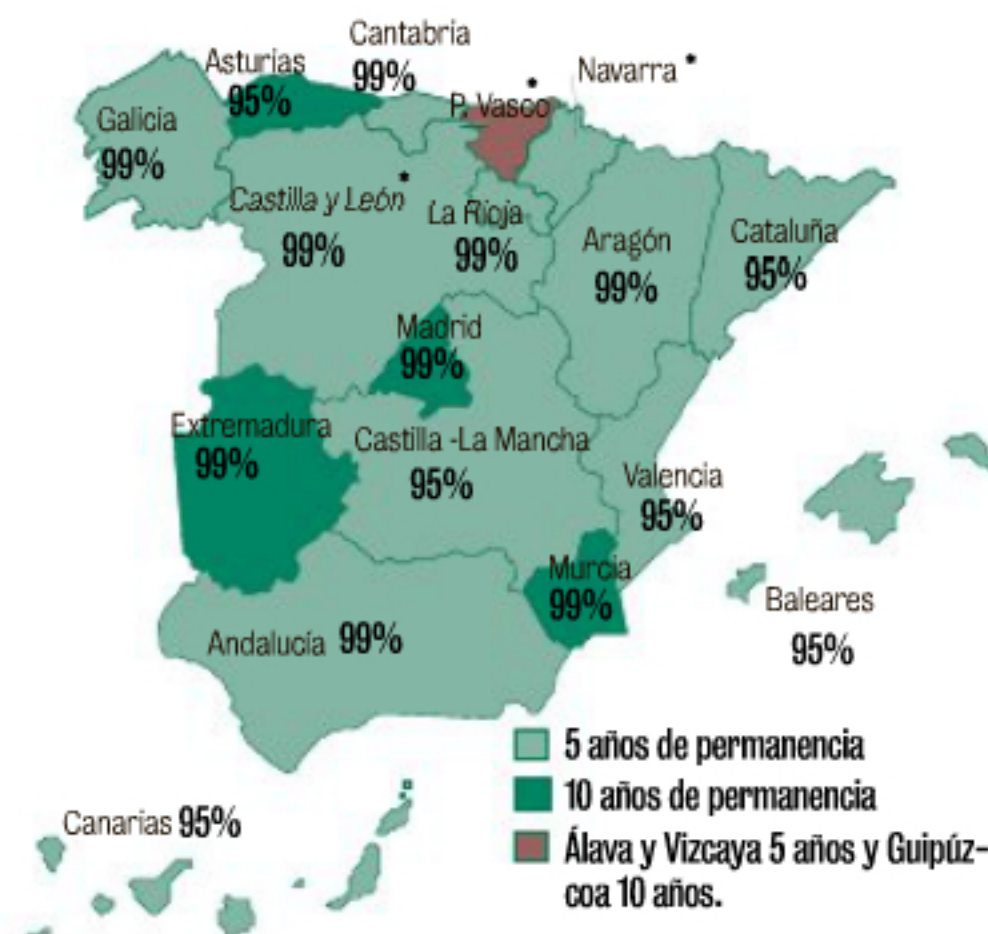 Cantabria
99%
Asturias
95%
Navarra *
P. Vasco *
Galicia
99%
Castilla y León *
99%
La Rioja
99%
Aragón
99%
Cataluña
95%
Madrid
99%
Extremadura
99%
Castilla -La Mancha
95%
Valencia
95%
Murcia
99%
Baleares
95%
Andalucía 99%
5 años de permanencia
10 años de permanencia
Álava y Vizcaya 5 años y Guipúz-
coa 10 años.
Canarias 95%